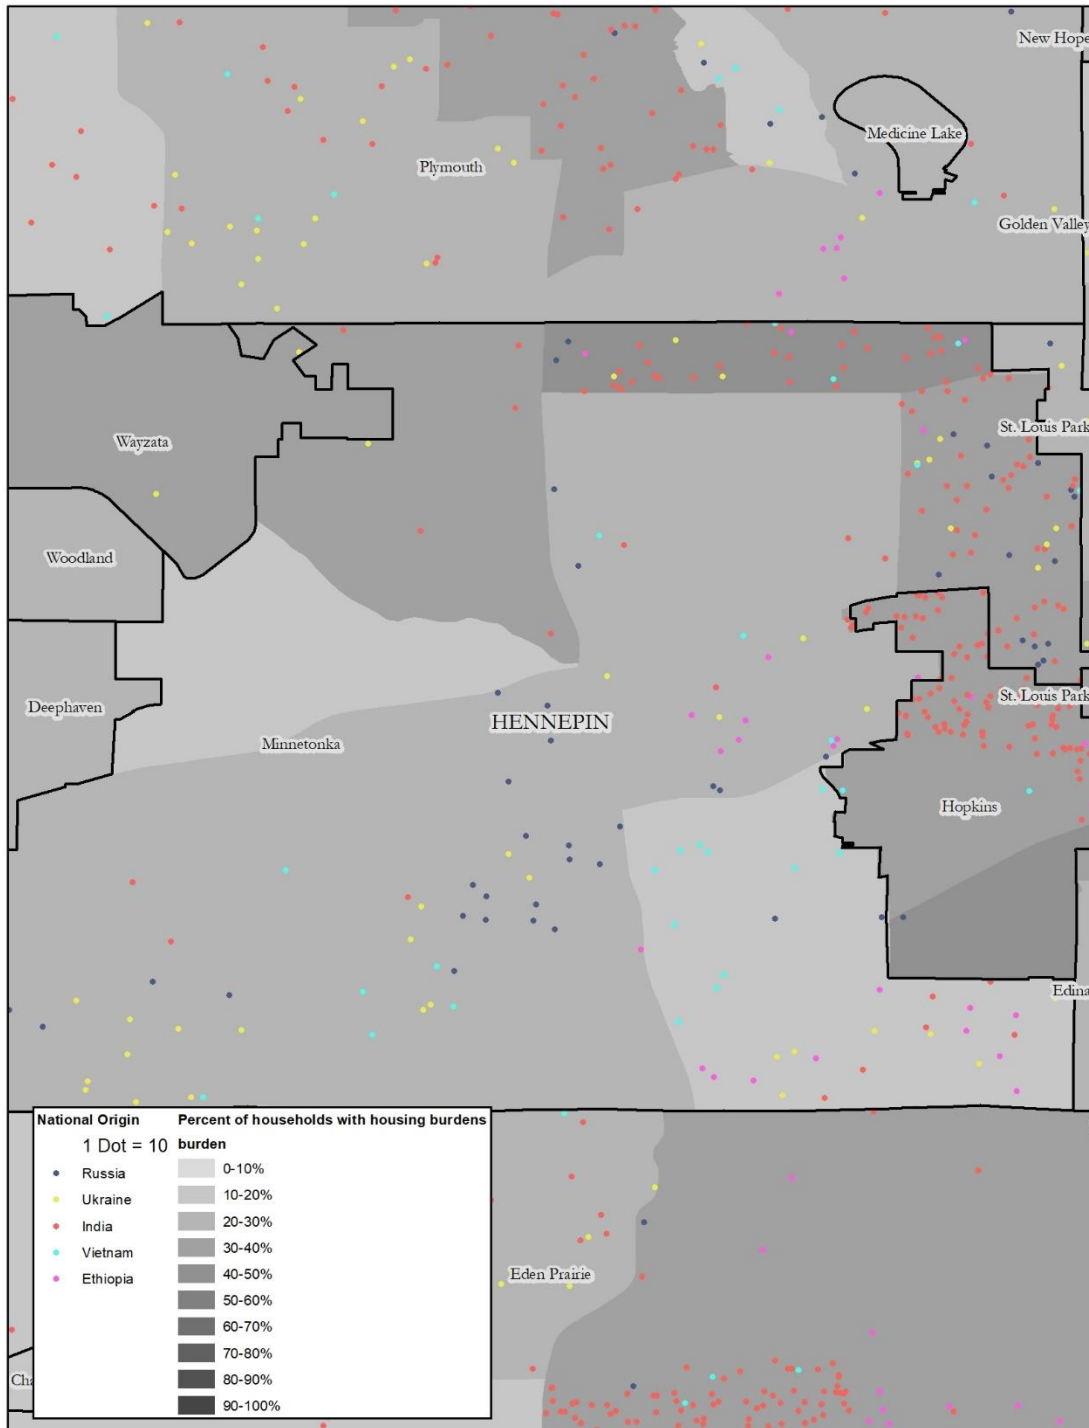 New Hope
Medicine Lake
Plymouth
Golden Valley
St. Louis Park
Wayzata
Woodland
St. Louis Park
Deephaven
HENNEPIN
Minnetonka
Hopkins
Edina
National Origin
1 Dot = 10
Russia
Ukraine
India
Vietnam
Ethiopia
Percent of households with housing burdens
burden
0-10%
10-20%
20-30%
30-40%
40-50%
50-60%
60-70%
70-80%
80-90%
90-100%
Eden Prairie
Cha